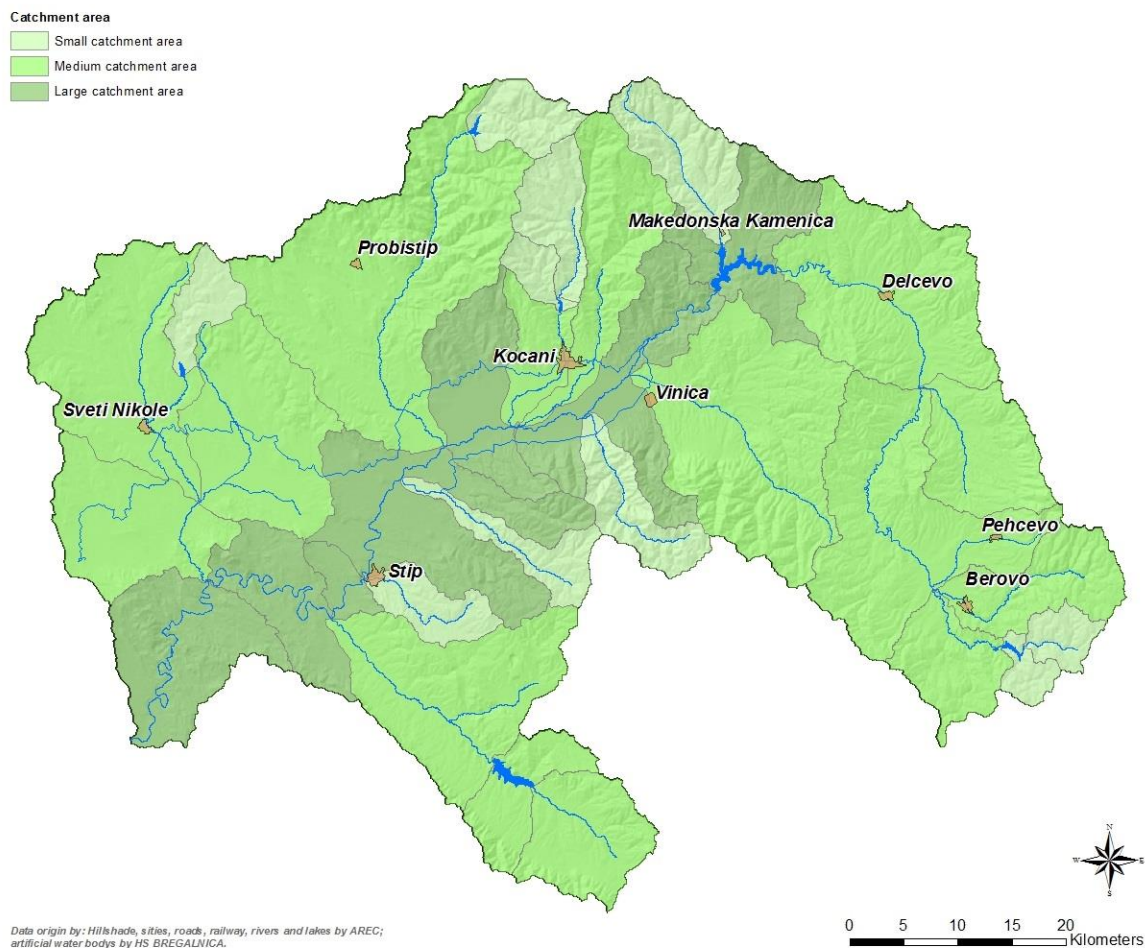 Catchment area
Small catchment area
Medium catchment area
Large catchment area
Makedonska Kamenica
Probistip
Delcevo
Kocani
Vinica
Sveti Nikole
Pehcevo
Stip
Berovo
N
W E
S
0 5 10 15 20
Kilometers
Data origin by: Hillshade, sities, roads, railway, rivers and lakes by AREC;
artificial water bodys by HS BREGALNICA.